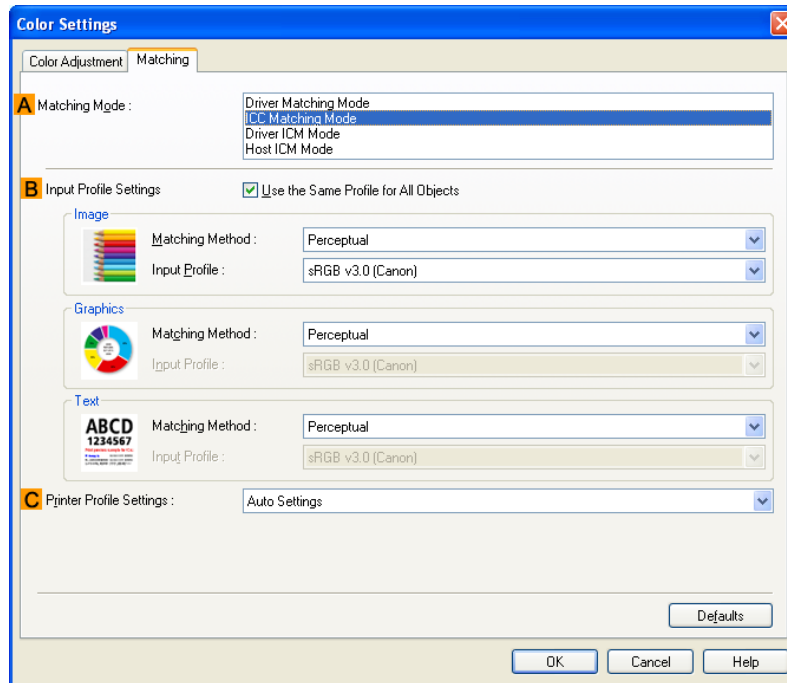 Color Settings
Color Adjustment Matching
A Matching Mode : Driver Matching Mode
ICC Matching Mode
Driver ICM Mode
Host ICM Mode
B Input Profile Settings Use the Same Profile for All Objects
Image
Matching Method : Perceptual
Input Profile : sRGB v3.0 (Canon)
Graphics
Matching Method : Perceptual
Input Profile : sRGB v3.0 (Canon)
Text
ABCD
1234567
Matching Method : Perceptual
Input Profile : sRGB v3.0 (Canon)
C Printer Profile Settings : Auto Settings
Defaults
OK Cancel Help